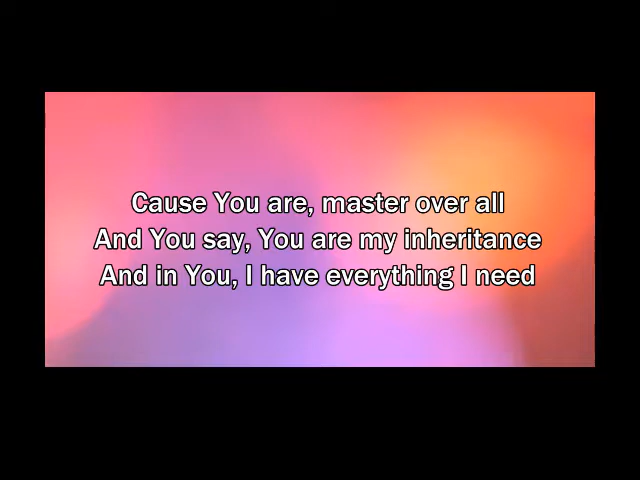 Cause You are, master over all
And You say, You are my inheritance
And in You, I have everything I need